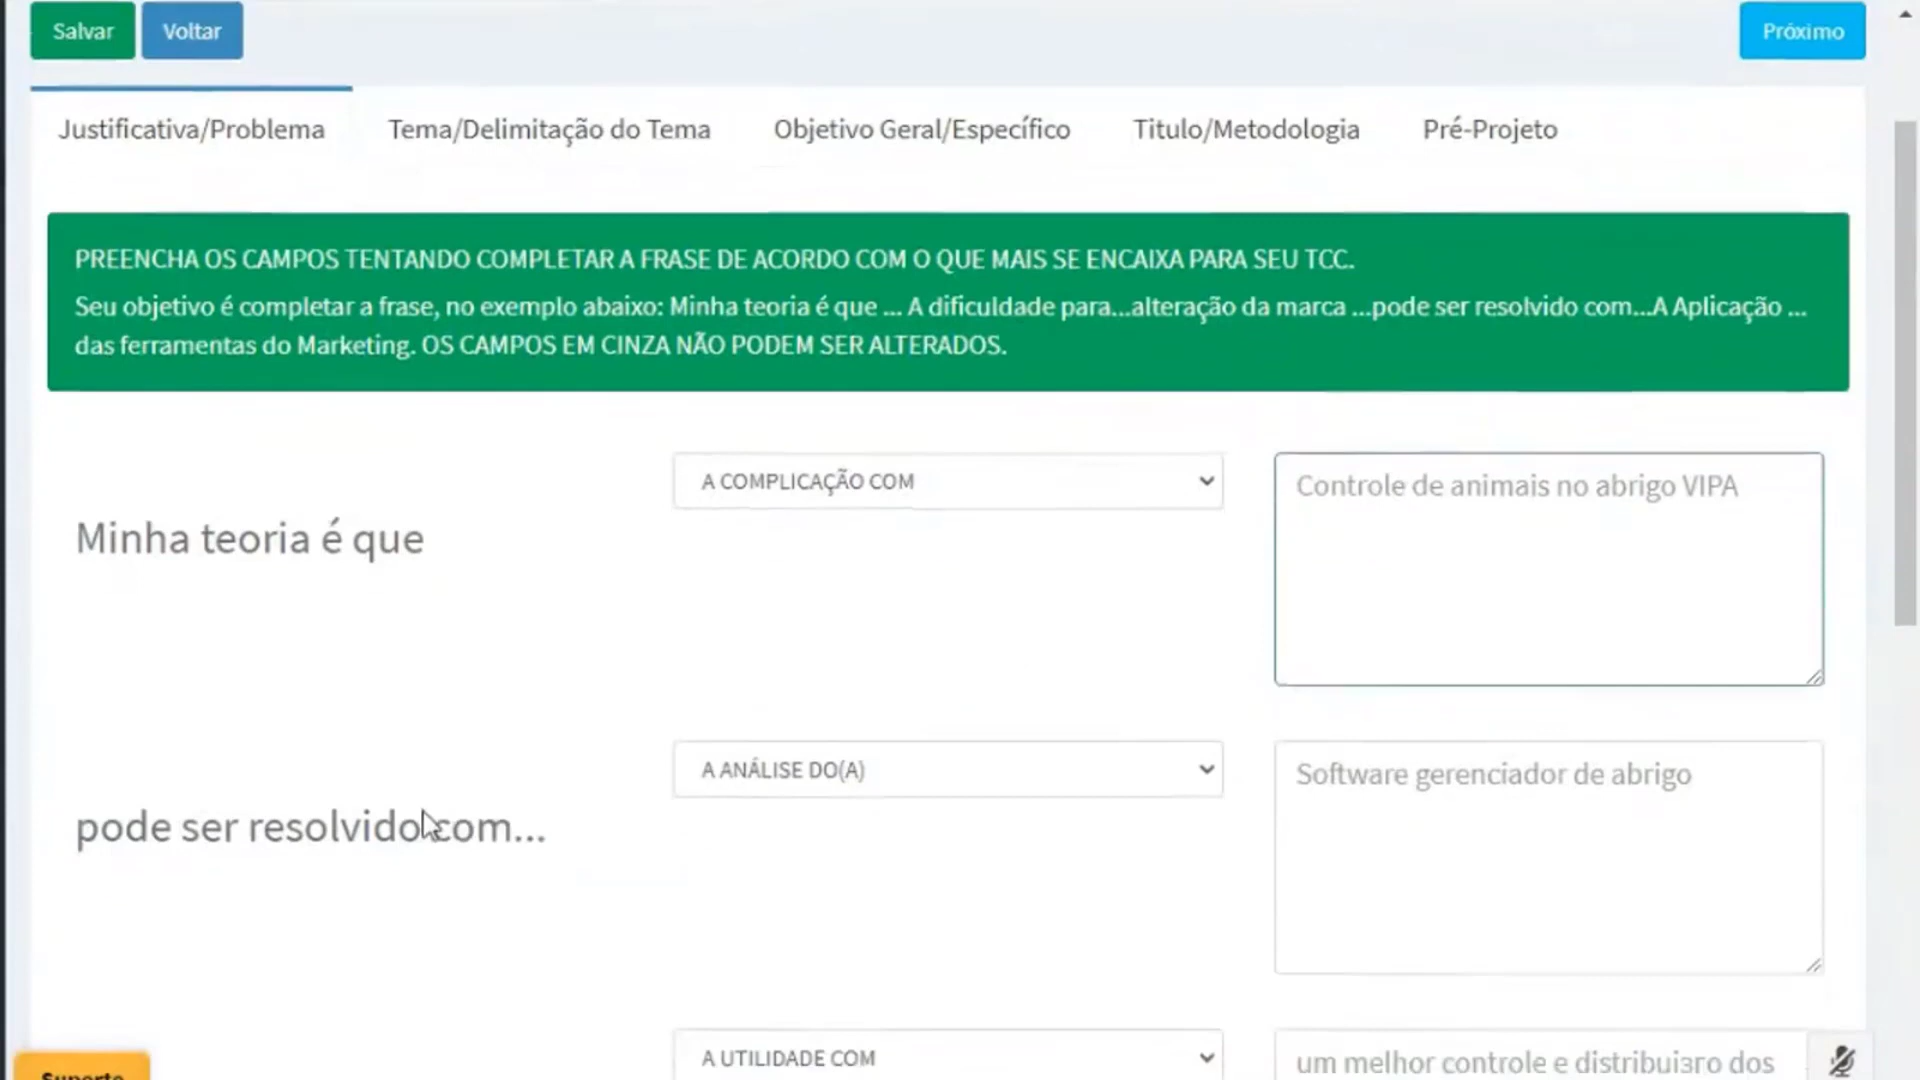 Salvar Voltar Próximo
Justificativa/Problema Tema/Delimitação do Tema Objetivo Geral/Específico Titulo/Metodologia Pré-Projeto
PREENCHA OS CAMPOS TENTANDO COMPLETAR A FRASE DE ACORDO COM O QUE MAIS SE ENCAIXA PARA SEU TCC.
Seu objetivo é completar a frase, no exemplo abaixo: Minha teoria é que ... A dificuldade para...alteração da marca ...pode ser resolvido com...A Aplicação ...
das ferramentas do Marketing. OS CAMPOS EM CINZA NÃO PODEM SER ALTERADOS.
A COMPLICAÇÃO COM
Controle de animais no abrigo VIPA
Minha teoria é que
A ANÁLISE DO(A)
Software gerenciador de abrigo
pode ser resolvido com...
A UTILIDADE COM
um melhor controle e dos
Suporte